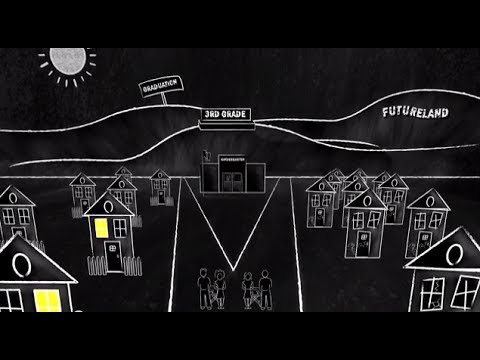 GRADUATION
3RD GRADE
FUTURELAND
KINDERGARTEN